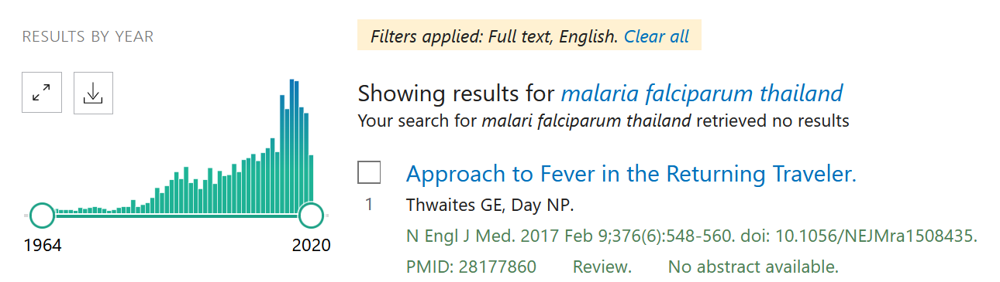 RESULTS BY YEAR
1964
2020
Filters applied: Full text, English. Clear all
Showing results for malaria falciparum thailand
Your search for malari falciparum thailand retrieved no results
Approach to Fever in the Returning Traveler.
1
Thwaites GE, Day NP.
N Engl J Med. 2017 Feb 9;376(6):548-560. doi: 10.1056/NEJMra1508435.
PMID: 28177860 Review. No abstract available.